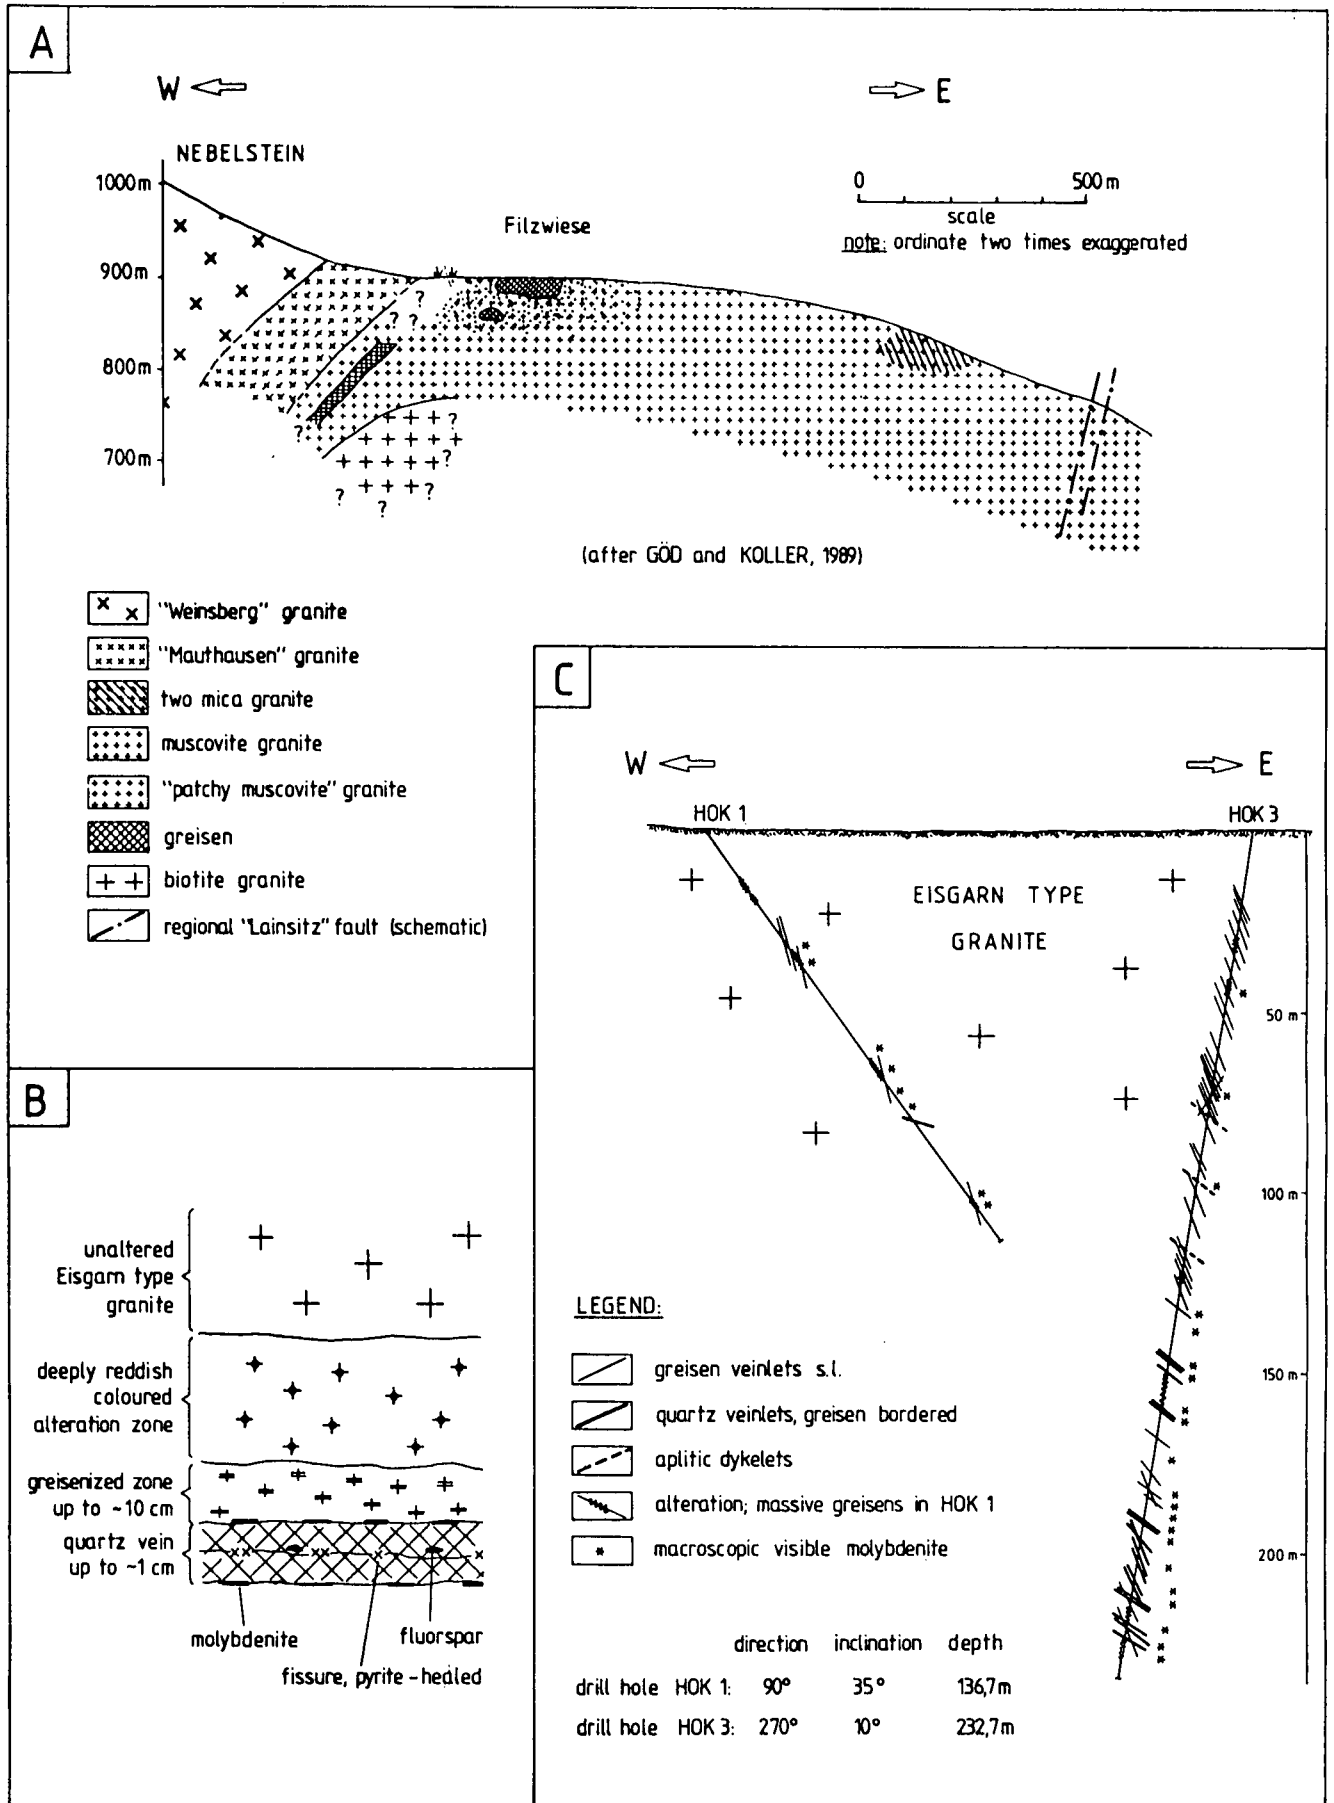 A
W
E
NEBELSTEIN
1000m
900m
800m
700m
Filzwiese
0
500m
scale
note: ordinate two times exaggerated
?
?
?
?
?
?
?
?
?
?
(after GÖD and KOLLER, 1989)
"Weinsberg" granite
"Mauthausen" granite
two mica granite
muscovite granite
"patchy muscovite" granite
greisen
biotite granite
regional "Lainsitz" fault (schematic)
B
unaltered
Eisgarn type
granite
deeply reddish
coloured
alteration zone
greisenized zone
up to ~10 cm
quartz vein
up to ~1 cm
molybdenite
fluorspar
fissure, pyrite-healed
C
W
E
HOK 1
HOK 3
EISGARN TYPE
GRANITE
50 m
100 m
150 m
200 m
LEGEND:
greisen veinlets s.l.
quartz veinlets, greisen bordered
aplitic dykelets
alteration; massive greisens in HOK 1
macroscopic visible molybdenite
direction inclination depth
drill hole HOK 1: 90° 35° 136,7m
drill hole HOK 3: 270° 10° 232,7m